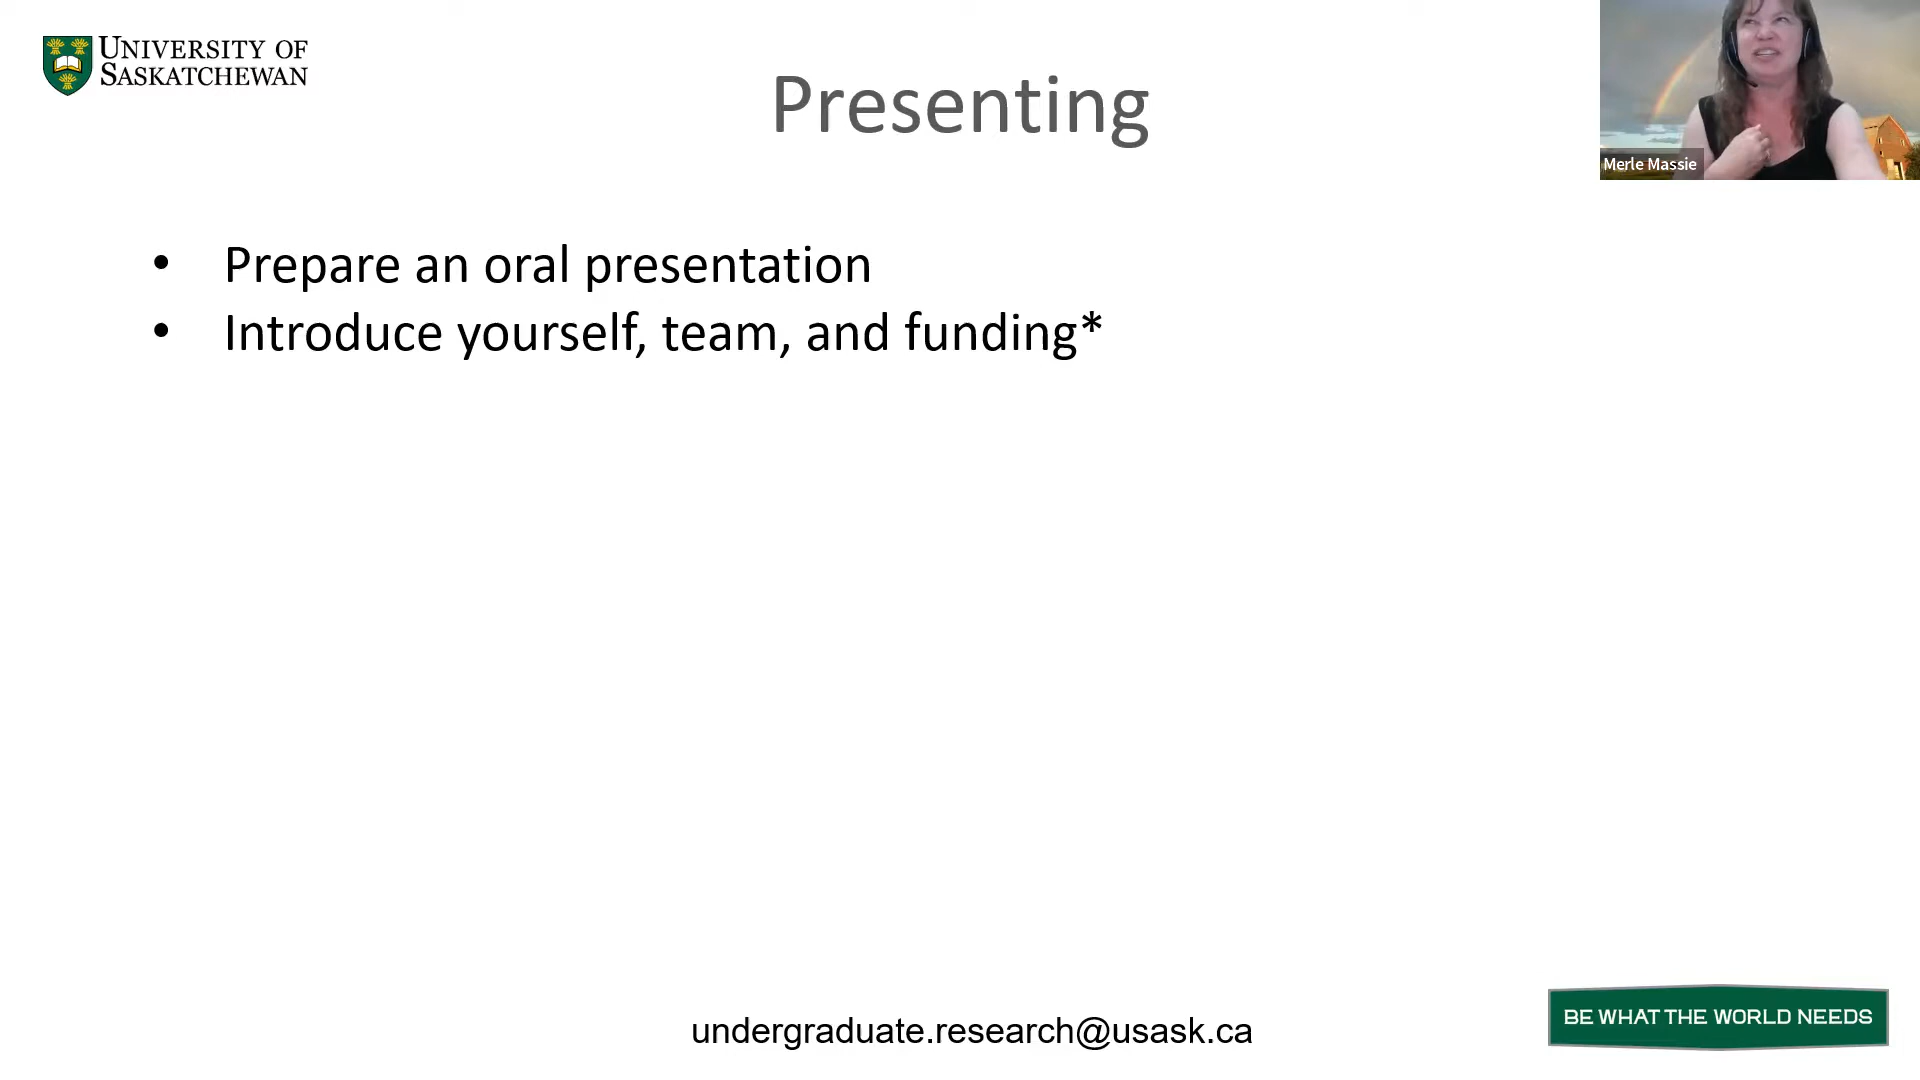 UNIVERSITY OF
SASKATCHEWAN
Presenting
Merle Massie
• Prepare an oral presentation
• Introduce yourself, team, and funding*
undergraduate.research@usask.ca
BE WHAT THE WORLD NEEDS